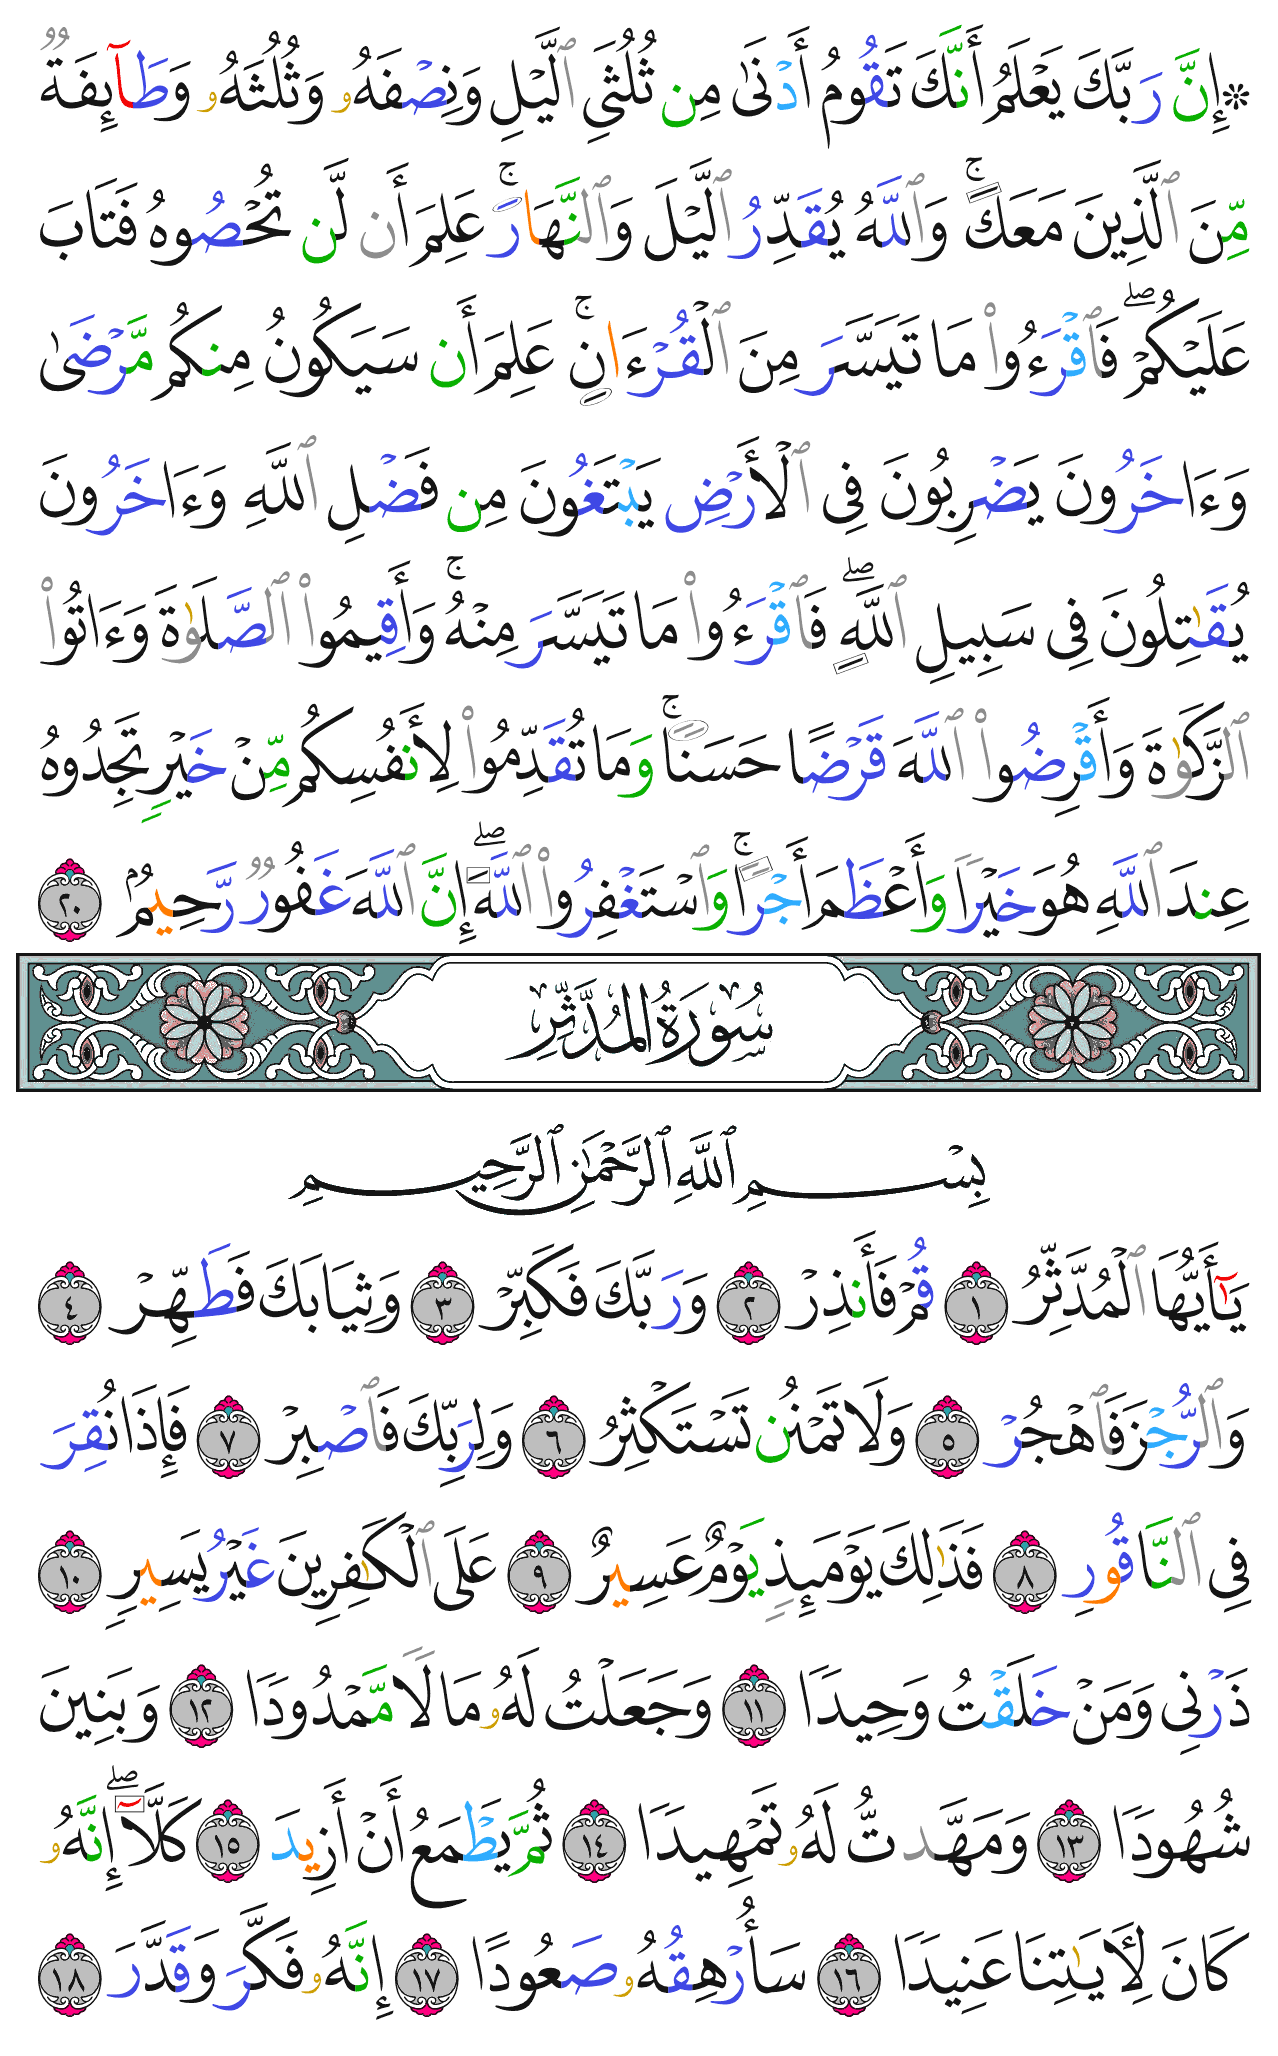 ۞إِنَّ رَبَّكَ يَعۡلَمُ أَنَّكَ تَقُومُ أَدۡنَىٰ مِن ثُلُثَيِ ٱلَّيۡلِ وَنِصۡفَهُۥ وَثُلُثَهُۥ وَطَآئِفَةٞ
مِّنَ ٱلَّذِينَ مَعَكَۚ وَٱللَّهُ يُقَدِّرُ ٱلَّيۡلَ وَٱلنَّهَارَۚ عَلِمَ أَن لَّن تُحۡصُوهُ فَتَابَ
عَلَيۡكُمۡۖ فَٱقۡرَءُواْ مَا تَيَسَّرَ مِنَ ٱلۡقُرۡءَانِۚ عَلِمَ أَن سَيَكُونُ مِنكُم مَّرۡضَىٰ
وَءَاخَرُونَ يَضۡرِبُونَ فِي ٱلۡأَرۡضِ يَبۡتَغُونَ مِن فَضۡلِ ٱللَّهِ وَءَاخَرُونَ
يُقَٰتِلُونَ فِي سَبِيلِ ٱللَّهِۖ فَٱقۡرَءُواْ مَا تَيَسَّرَ مِنۡهُۚ وَأَقِيمُواْ ٱلصَّلَوٰةَ وَءَاتُواْ
ٱلزَّكَوٰةَ وَأَقۡرِضُواْ ٱللَّهَ قَرۡضًا حَسَنٗاۚ وَمَا تُقَدِّمُواْ لِأَنفُسِكُم مِّنۡ خَيۡرٖ تَجِدُوهُ
عِندَ ٱللَّهِ هُوَ خَيۡرٗا وَأَعۡظَمَ أَجۡرٗاۚ وَٱسۡتَغۡفِرُواْ ٱللَّهَۖ إِنَّ ٱللَّهَ غَفُورٞ رَّحِيمُۢ ٢٠
سُورَةُ الْمُدَّثِّرِ
بِسۡمِ ٱللَّهِ ٱلرَّحۡمَٰنِ ٱلرَّحِيمِ
يَٰٓأَيُّهَا ٱلۡمُدَّثِّرُ ١ قُمۡ فَأَنذِرۡ ٢ وَرَبَّكَ فَكَبِّرۡ ٣ وَثِيَابَكَ فَطَهِّرۡ ٤
وَٱلرُّجۡزَ فَٱهۡجُرۡ ٥ وَلَا تَمۡنُن تَسۡتَكۡثِرُ ٦ وَلِرَبِّكَ فَٱصۡبِرۡ ٧ فَإِذَا نُقِرَ
فِي ٱلنَّاقُورِ ٨ فَذَٰلِكَ يَوۡمَئِذٖ يَوۡمٌ عَسِيرٌ ٩ عَلَى ٱلۡكَٰفِرِينَ غَيۡرُ يَسِيرٖ ١٠
ذَرۡنِي وَمَنۡ خَلَقۡتُ وَحِيدٗا ١١ وَجَعَلۡتُ لَهُۥ مَالٗا مَّمۡدُودٗا ١٢ وَبَنِينَ
شُهُودٗا ١٣ وَمَهَّدتُّ لَهُۥ تَمۡهِيدٗا ١٤ ثُمَّ يَطۡمَعُ أَنۡ أَزِيدَ ١٥ كَلَّآۖ إِنَّهُۥ
كَانَ لِأٓيَٰتِنَا عَنِيدٗا ١٦ سَأُرۡهِقُهُۥ صَعُودًا ١٧ إِنَّهُۥ فَكَّرَ وَقَدَّرَ ١٨